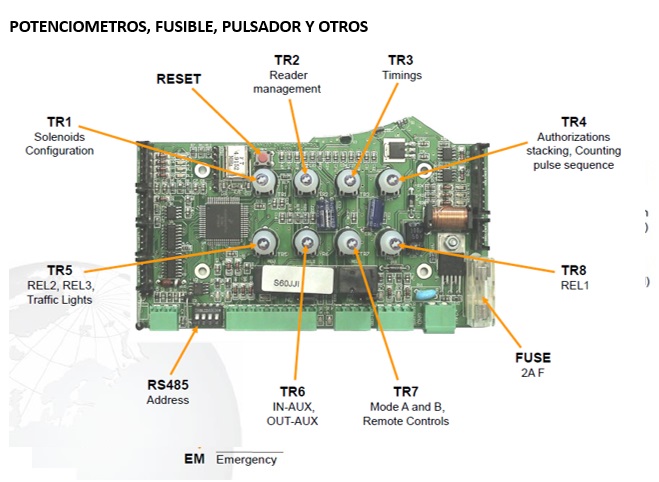 POTENCIOMETROS, FUSIBLE, PULSADOR Y OTROS
RESET
TR2
Reader
management
TR3
Timings
TR1
Solenoids
Configuration
TR4
Authorizations
stacking, Counting
pulse sequence
TR5
REL2, REL3,
Traffic Lights
S60JJI
TR8
REL1
RS485
Address
TR6
IN-AUX,
OUT-AUX
TR7
Mode A and B,
Remote Controls
FUSE
2A F
EM Emergency